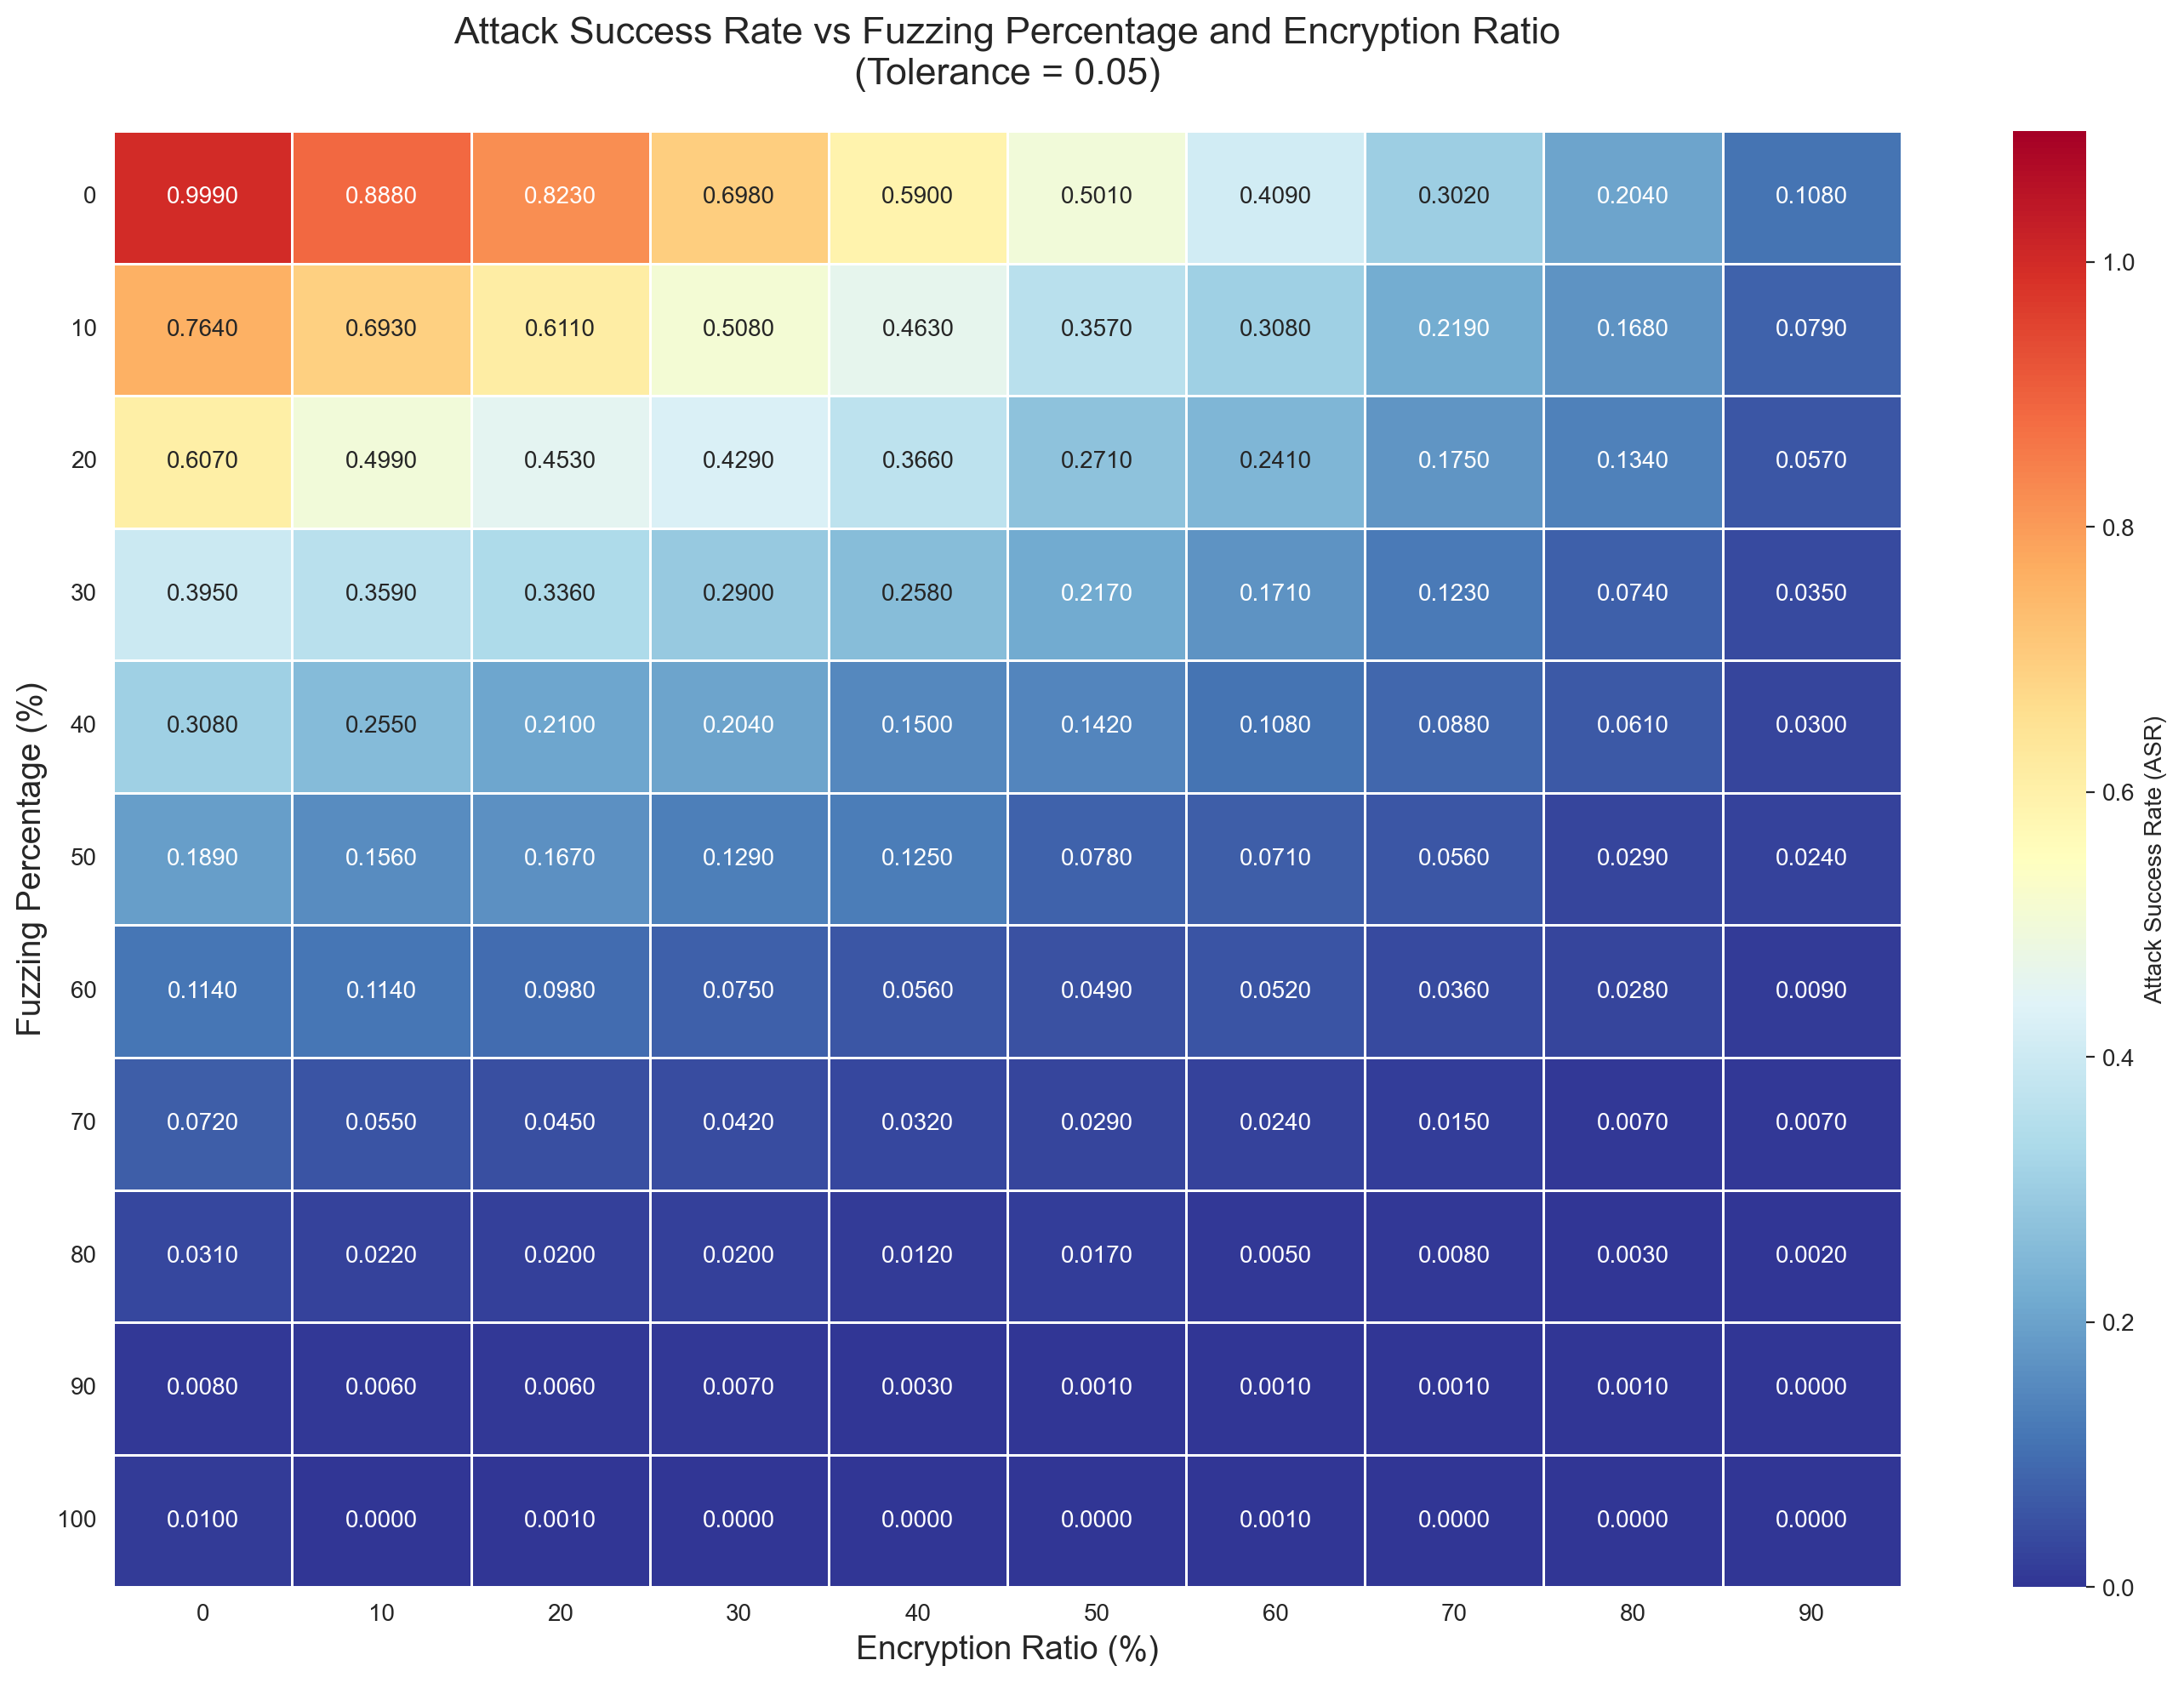 Attack Success Rate vs Fuzzing Percentage and Encryption Ratio
(Tolerance = 0.05)
Fuzzing Percentage (%)
0 0.9990 0.8880 0.8230 0.6980 0.5900 0.5010 0.4090 0.3020 0.2040 0.1080
10 0.7640 0.6930 0.6110 0.5080 0.4630 0.3570 0.3080 0.2190 0.1680 0.0790
20 0.6070 0.4990 0.4530 0.4290 0.3660 0.2710 0.2410 0.1750 0.1340 0.0570
30 0.3950 0.3590 0.3360 0.2900 0.2580 0.2170 0.1710 0.1230 0.0740 0.0350
40 0.3080 0.2550 0.2100 0.2040 0.1500 0.1420 0.1080 0.0880 0.0610 0.0300
50 0.1890 0.1560 0.1670 0.1290 0.1250 0.0780 0.0710 0.0560 0.0290 0.0240
60 0.1140 0.1140 0.0980 0.0750 0.0560 0.0490 0.0520 0.0360 0.0280 0.0090
70 0.0720 0.0550 0.0450 0.0420 0.0320 0.0290 0.0240 0.0150 0.0070 0.0070
80 0.0310 0.0220 0.0200 0.0200 0.0120 0.0170 0.0050 0.0080 0.0030 0.0020
90 0.0080 0.0060 0.0060 0.0070 0.0030 0.0010 0.0010 0.0010 0.0010 0.0000
100 0.0100 0.0000 0.0010 0.0000 0.0000 0.0000 0.0010 0.0000 0.0000 0.0000
0 10 20 30 40 50 60 70 80 90
Encryption Ratio (%)
1.0
0.8
0.6
0.4
0.2
0.0
Attack Success Rate (ASR)